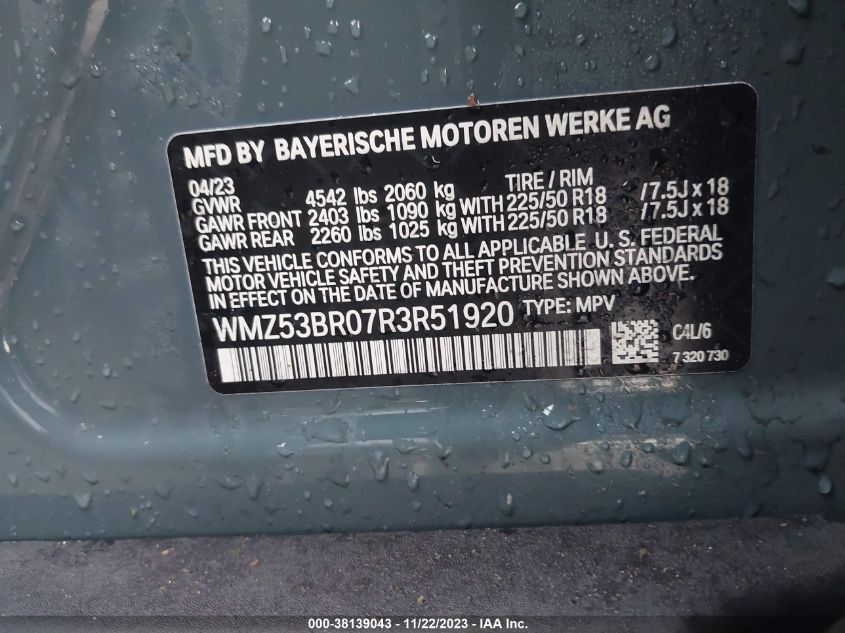 MFD BY BAYERISCHE MOTOREN WERKE AG
04/23 TIRE / RIM
GVWR 4542 lbs 2060 kg
GAWR FRONT 2403 lbs 1090 kg WITH 225/50 R18 /7.5J x 18
GAWR REAR 2260 lbs 1025 kg WITH 225/50 R18 /7.5J x 18
THIS VEHICLE CONFORMS TO ALL APPLICABLE U. S. FEDERAL
MOTOR VEHICLE SAFETY AND THEFT PREVENTION STANDARDS
IN EFFECT ON THE DATE OF MANUFACTURE SHOWN ABOVE.
WMZ53BR07R3R51920 TYPE: MPV
C4L/6
7 320 730
000-38139043 - 11/22/2023 - IAA Inc.